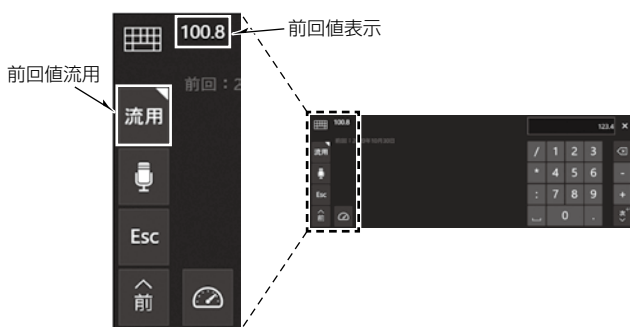 100.8
前回値表示
前回値流用
前回：2
流用
Esc
前
100.8
123.4 ×
流用
/ 1 2 3
* 4 5 6 -
Esc
: 7 8 9 +
前
0 .